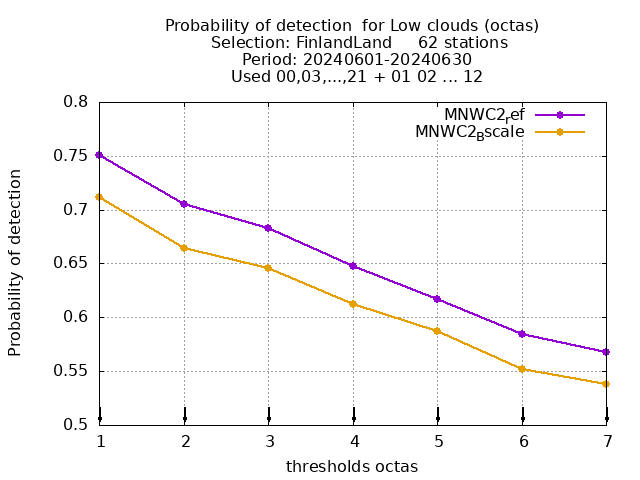 Probability of detection  for Low clouds (octas)
Selection: FinlandLand     62 stations
Period: 20240601-20240630
Used 00,03,...,21 + 01 02 ... 12
MNWC2ref
MNWC2Bscale
0.8
0.75
0.7
0.65
0.6
0.55
0.5
Probability of detection
1 2 3 4 5 6 7
thresholds octas